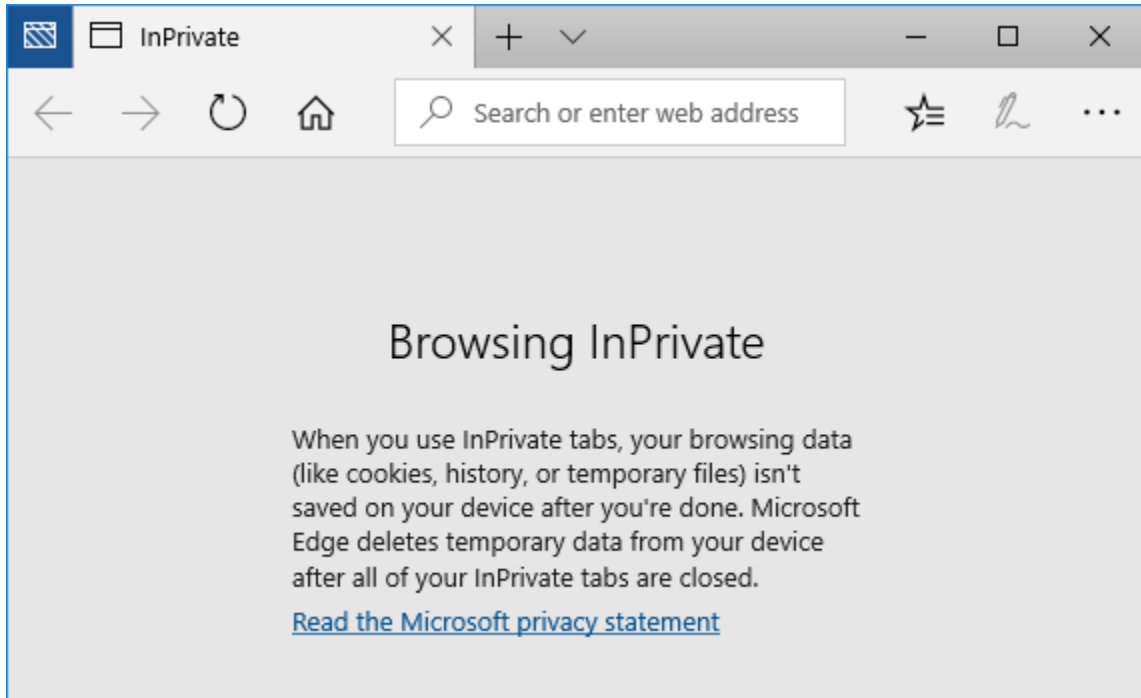 InPrivate
Search or enter web address
Browsing InPrivate
When you use InPrivate tabs, your browsing data
(like cookies, history, or temporary files) isn't
saved on your device after you're done. Microsoft
Edge deletes temporary data from your device
after all of your InPrivate tabs are closed.
Read the Microsoft privacy statement